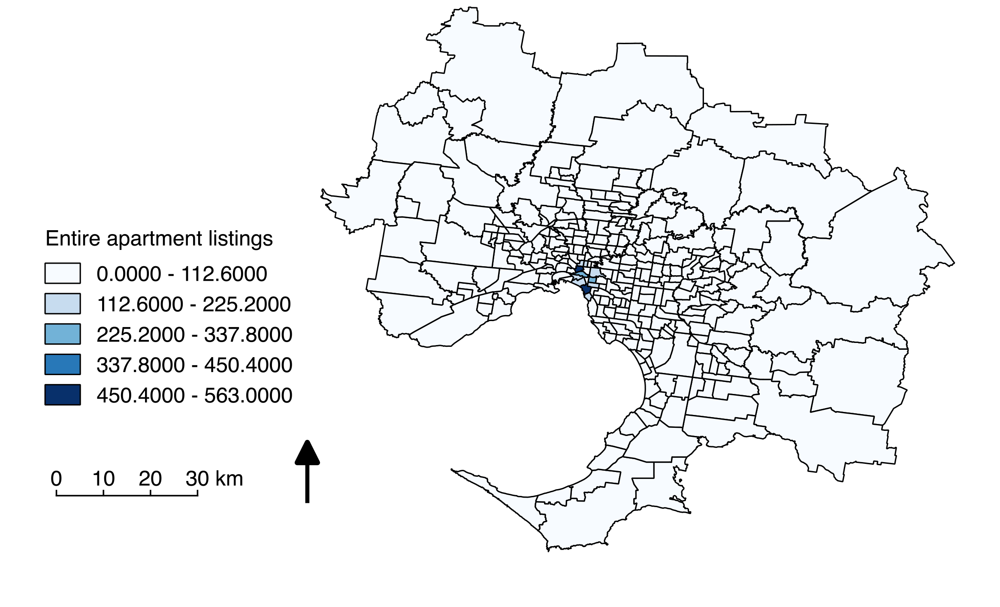 Entire apartment listings
0.0000 - 112.6000
112.6000 - 225.2000
225.2000 - 337.8000
337.8000 - 450.4000
450.4000 - 563.0000
0 10 20 30 km